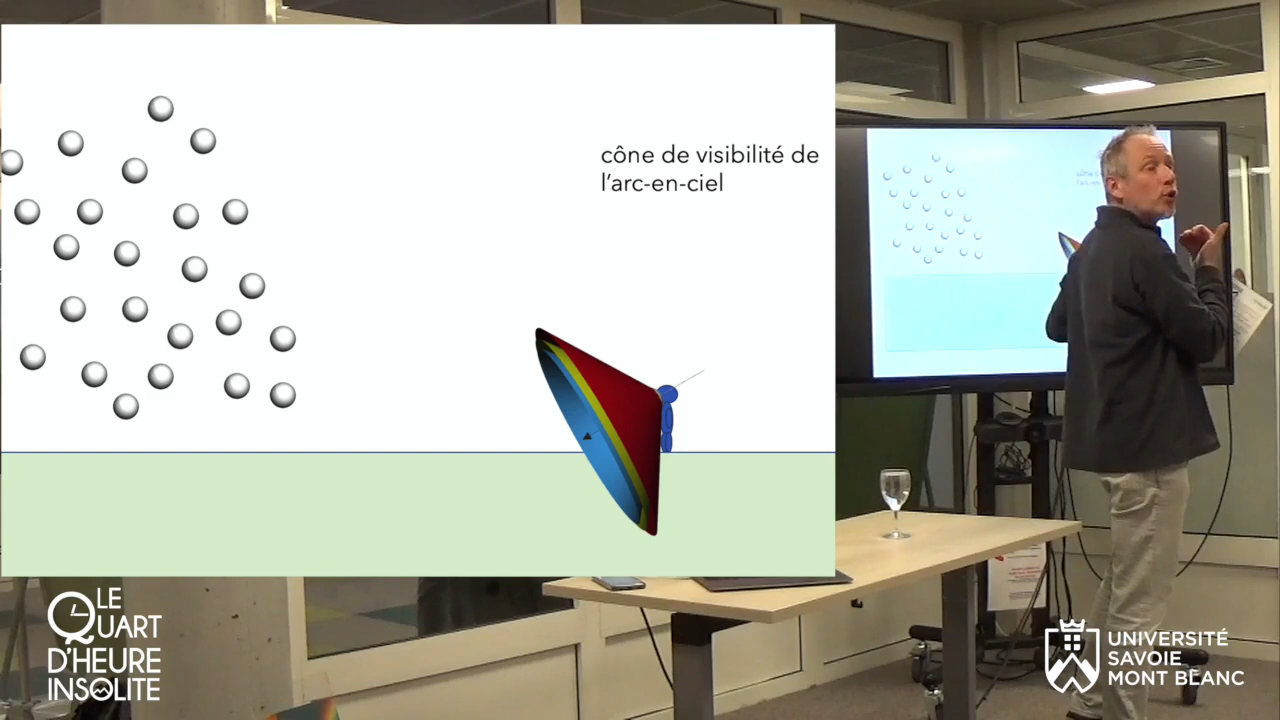 cône de visibilité de
l'arc-en-ciel
LE
QUART
D'HEURE
INSOLITE
UNIVERSITÉ
SAVOIE
MONT BLANC